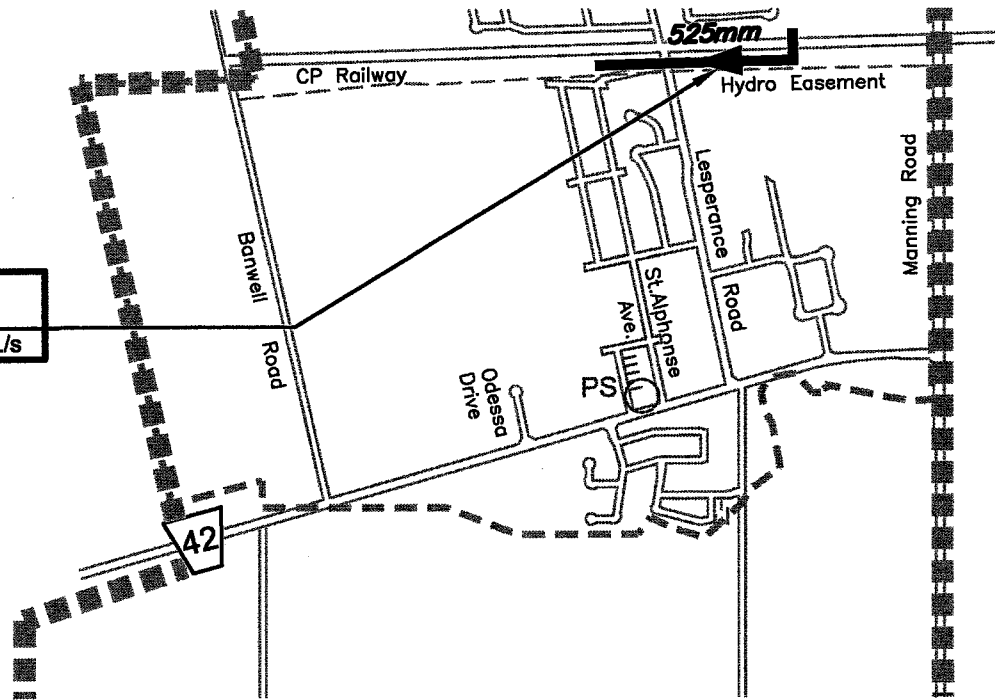 525mm
CP Railway
Hydro Easement
Manning Road
Lesperance
Road
Banwell
Road
St.Alphonse
Ave.
L/s
PS
Odessa
Drive
42